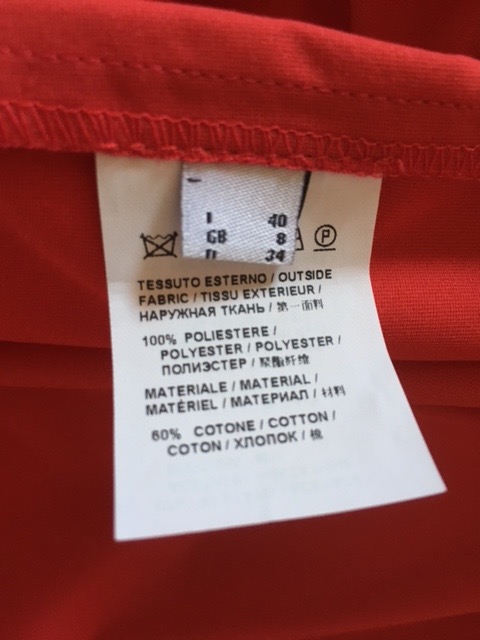 I 40
GB 8
D 34
P
TESSUTO ESTERNO / OUTSIDE
FABRIC / TISSU EXTERIEUR /
НАРУЖНАЯ ТКАНЬ / 第一面料
100% POLIESTERE /
POLYESTER / POLYESTER /
ПОЛИЭСТЕР / 聚酯纤维
MATERIALE / MATERIAL /
MATÉRIEL / МАТЕРИАЛ / 材料
60% COTONE / COTTON /
COTON / ХЛОПОК / 棉